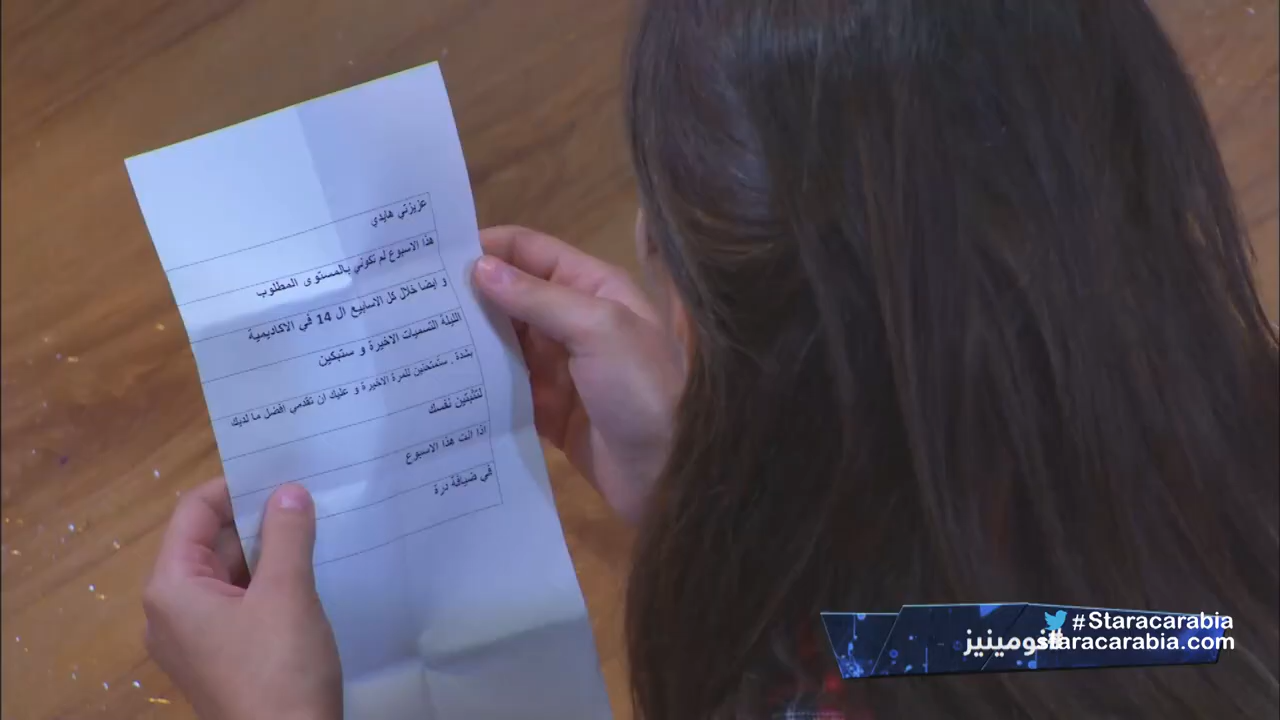 عزيزتي هايدي
هذا الاسبوع لم تكوني بالمستوى المطلوب
و ايضا خلال كل الاسابيع ال 14 في الاكاديمية
الليلة التسميات الاخيرة و ستبكين
بشدة . ستمتحنين للمرة الاخيرة و عليك ان تقدمي افضل ما لديك
لتثبتين نفسك
اذا انت هذا الاسبوع
في ضيافة درة
#Staracarabia
staracarabia.com
النومينيز